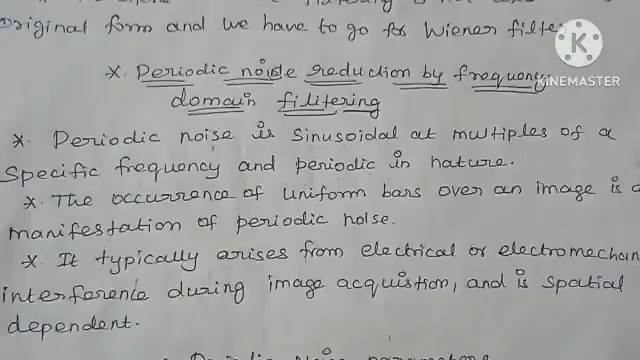 original form and we have to go for Wiener filter
KINEMASTER
*. Periodic noise reduction by frequency
domain filitering
*. Periodic noise is sinusoidal at multiples of a
specific frequency and periodic in nature.
*. The occurrence of uniform bars over an image is a
manifestation of periodic noise.
*. It typically arises from electrical or electromechan
interference during image acquistion, and is spatial
dependent.